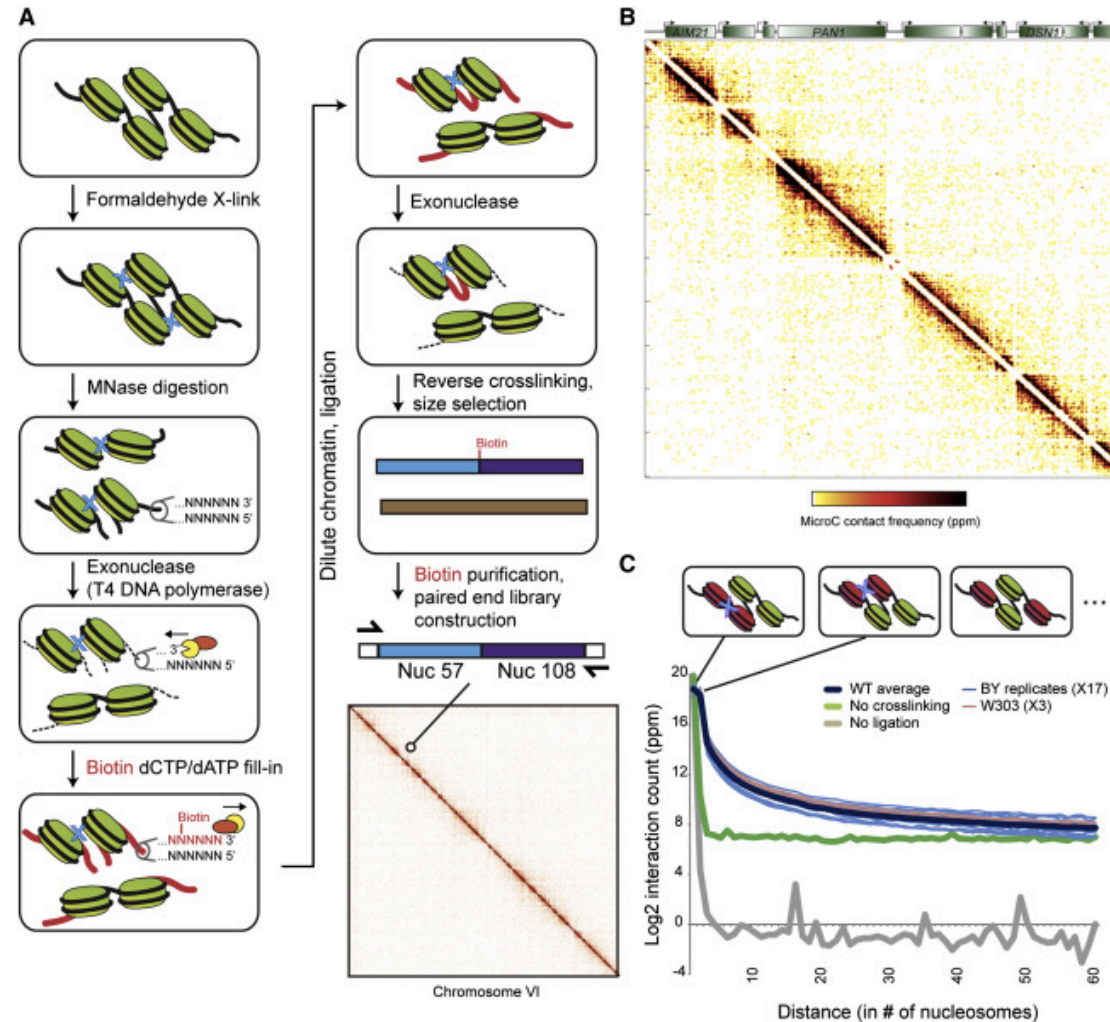 A
Formaldehyde X-link
MNase digestion
...NNNNNN 3'
...NNNNNN 5'
Exonuclease
(T4 DNA polymerase)
... 3'
...NNNNNN 5'
Biotin dCTP/dATP fill-in
Biotin
...NNNNNN 3'
...NNNNNN 5'
Dilute chromatin, ligation
Exonuclease
Reverse crosslinking,
size selection
Biotin
Biotin purification,
paired end library
construction
Nuc 57 Nuc 108
Chromosome VI
B
AIM21 PAN1 DSN1
MicroC contact frequency (ppm)
C
...
WT average
No crosslinking
No ligation
BY replicates (X17)
W303 (X3)
Log2 interaction count (ppm)
20
16
12
8
4
0
-4
10 20 30 40 50 60
Distance (in # of nucleosomes)